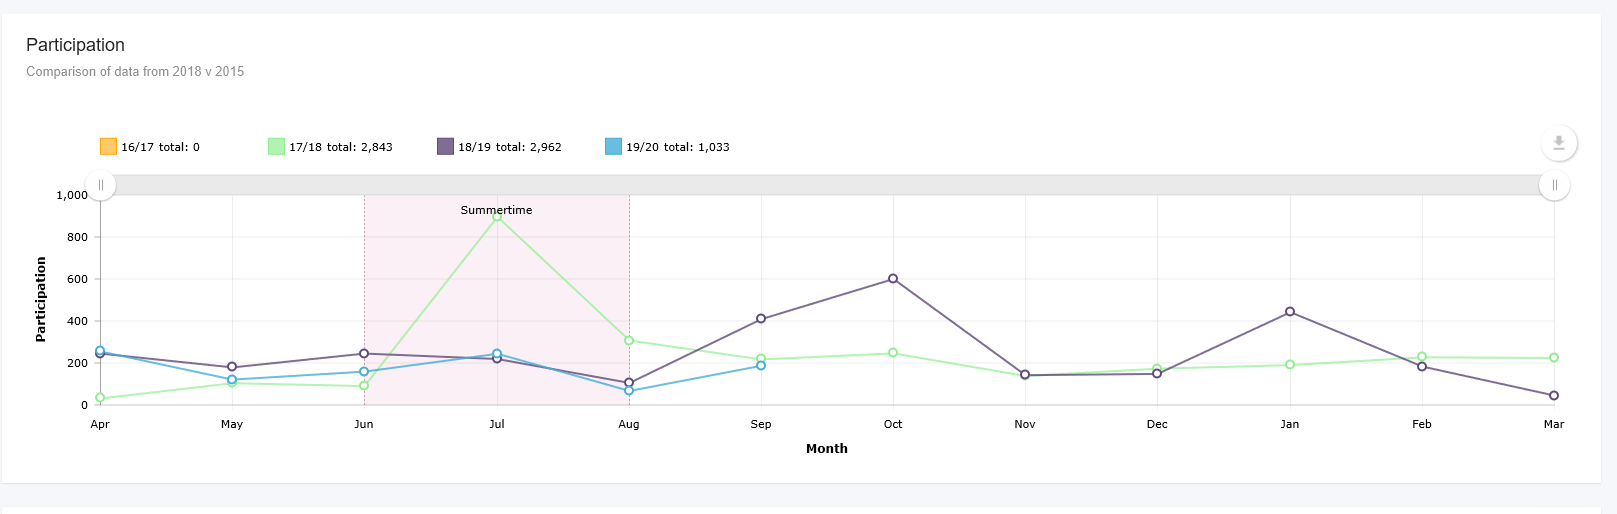 Participation
Comparison of data from 2018 v 2015
16/17 total: 0
17/18 total: 2,843
18/19 total: 2,962
19/20 total: 1,033
Summertime
1,000
800
600
400
200
0
Participation
Apr May Jun Jul Aug Sep Oct Nov Dec Jan Feb Mar
Month